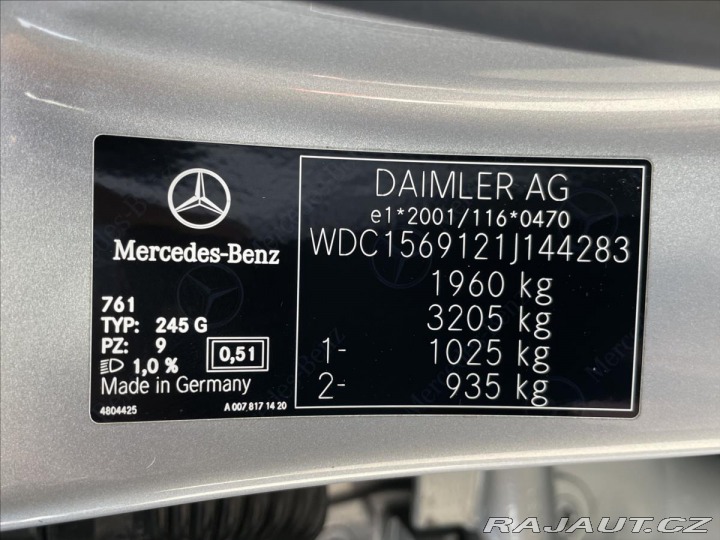 Mercedes-Benz
761
TYP: 245 G
PZ: 9
1,0 %
0,51
Made in Germany
4804425
A 007 817 14 20
DAIMLER AG
e1*2001/116*0470
WDC1569121J144283
1960 kg
3205 kg
1- 1025 kg
2- 935 kg
RAJAUT.CZ